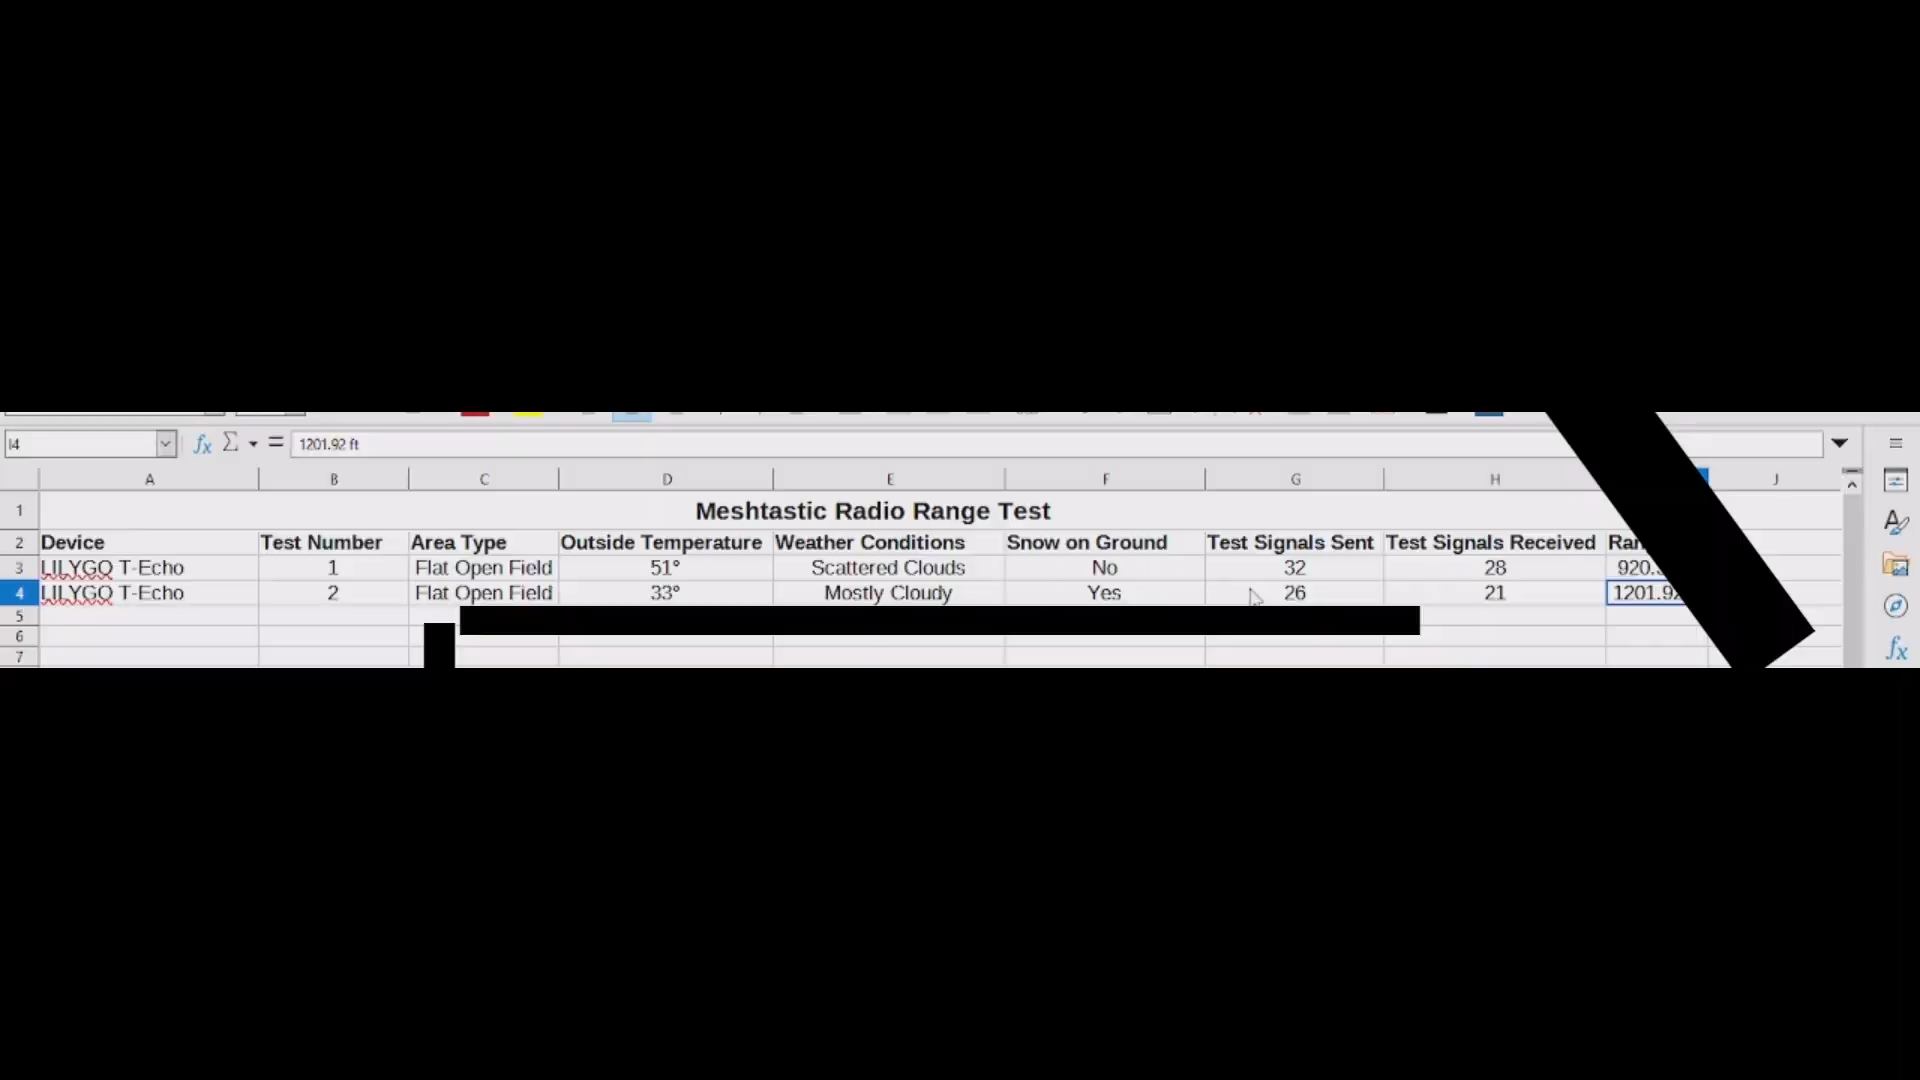 I4 fx Σ = 1201.92 ft
A B C D E F G H J
1 Meshtastic Radio Range Test
2 Device Test Number Area Type Outside Temperature Weather Conditions Snow on Ground Test Signals Sent Test Signals Received
3 LILYGO T-Echo 1 Flat Open Field 51° Scattered Clouds No 32 28
4 LILYGO T-Echo 2 Flat Open Field 33° Mostly Cloudy Yes 26 21
5
6
7